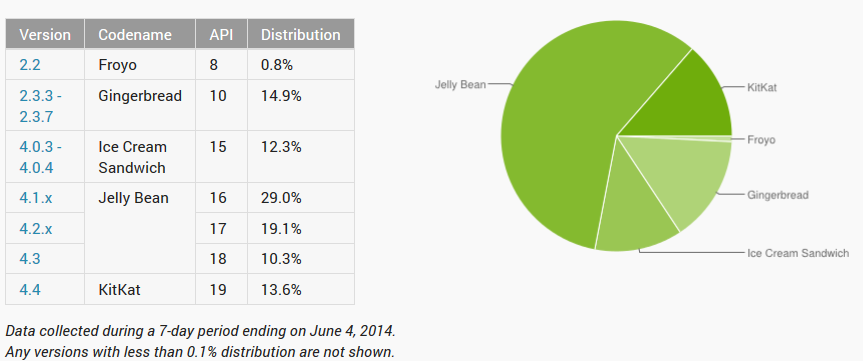 Version Codename API Distribution
2.2 Froyo 8 0.8%
2.3.3 - Gingerbread 10 14.9%
2.3.7
4.0.3 - Ice Cream 15 12.3%
4.0.4 Sandwich
4.1.x Jelly Bean 16 29.0%
4.2.x 17 19.1%
4.3 18 10.3%
4.4 KitKat 19 13.6%
Data collected during a 7-day period ending on June 4, 2014.
Any versions with less than 0.1% distribution are not shown.
Jelly Bean
KitKat
Froyo
Gingerbread
Ice Cream Sandwich